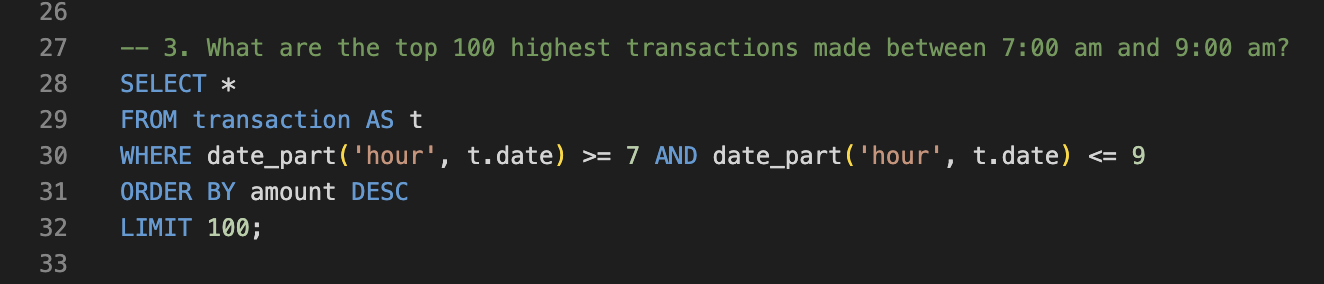 26
27 -- 3. What are the top 100 highest transactions made between 7:00 am and 9:00 am?
28 SELECT *
29 FROM transaction AS t
30 WHERE date_part('hour', t.date) >= 7 AND date_part('hour', t.date) <= 9
31 ORDER BY amount DESC
32 LIMIT 100;
33